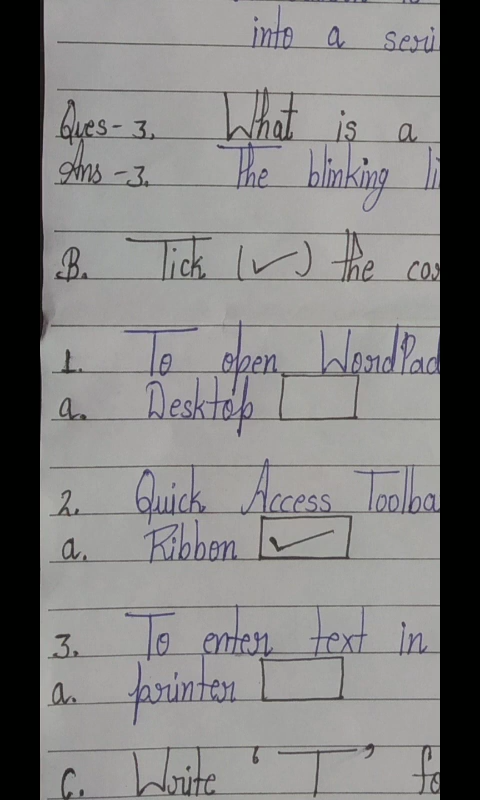 into a seri
Ques-3. What is a
Ans-3. The blinking li
B. Tick (✓) the cor
1. To open WordPad
a. Desktop
2. Quick Access Toolba
a. Ribbon ✓
3. To enter text in
a. printer
C. Write 'T' fo